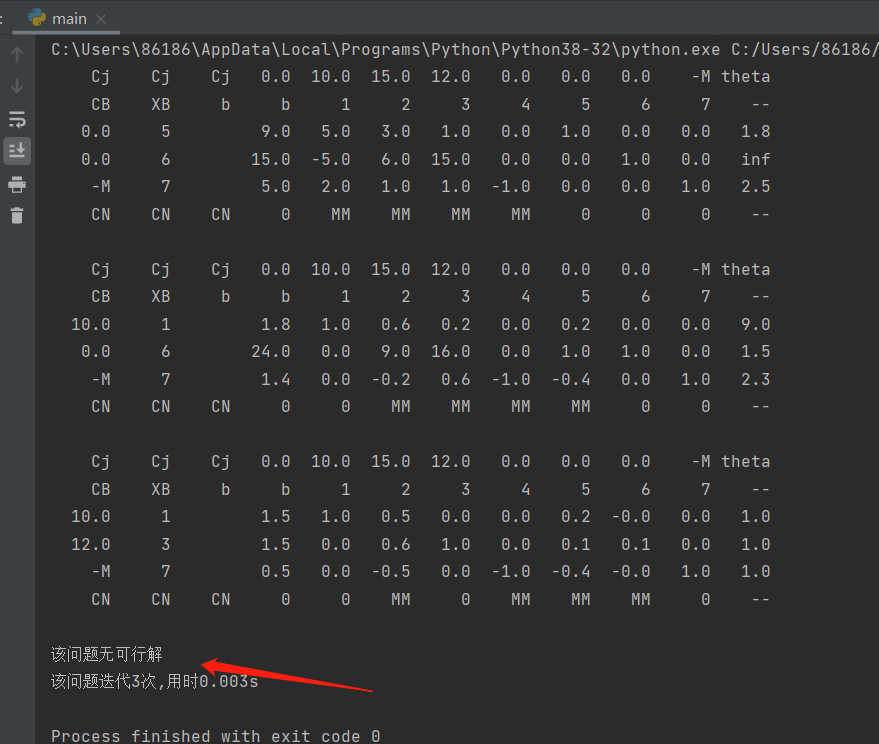 : main ×
C:\Users\86186\AppData\Local\Programs\Python\Python38-32\python.exe C:/Users/86186/
Cj Cj Cj 0.0 10.0 15.0 12.0 0.0 0.0 0.0 -M theta
CB XB b b 1 2 3 4 5 6 7 --
0.0 5 9.0 5.0 3.0 1.0 0.0 1.0 0.0 0.0 1.8
0.0 6 15.0 -5.0 6.0 15.0 0.0 0.0 1.0 0.0 inf
-M 7 5.0 2.0 1.0 1.0 -1.0 0.0 0.0 1.0 2.5
CN CN CN 0 MM MM MM MM 0 0 0 --
Cj Cj Cj 0.0 10.0 15.0 12.0 0.0 0.0 0.0 -M theta
CB XB b b 1 2 3 4 5 6 7 --
10.0 1 1.8 1.0 0.6 0.2 0.0 0.2 0.0 0.0 9.0
0.0 6 24.0 0.0 9.0 16.0 0.0 1.0 1.0 0.0 1.5
-M 7 1.4 0.0 -0.2 0.6 -1.0 -0.4 0.0 1.0 2.3
CN CN CN 0 0 MM MM MM MM 0 0 --
Cj Cj Cj 0.0 10.0 15.0 12.0 0.0 0.0 0.0 -M theta
CB XB b b 1 2 3 4 5 6 7 --
10.0 1 1.5 1.0 0.5 0.0 0.0 0.2 -0.0 0.0 1.0
12.0 3 1.5 0.0 0.6 1.0 0.0 0.1 0.1 0.0 1.0
-M 7 0.5 0.0 -0.5 0.0 -1.0 -0.4 -0.0 1.0 1.0
CN CN CN 0 0 MM 0 MM MM MM 0 --
该问题无可行解
该问题迭代3次,用时0.003s
Process finished with exit code 0